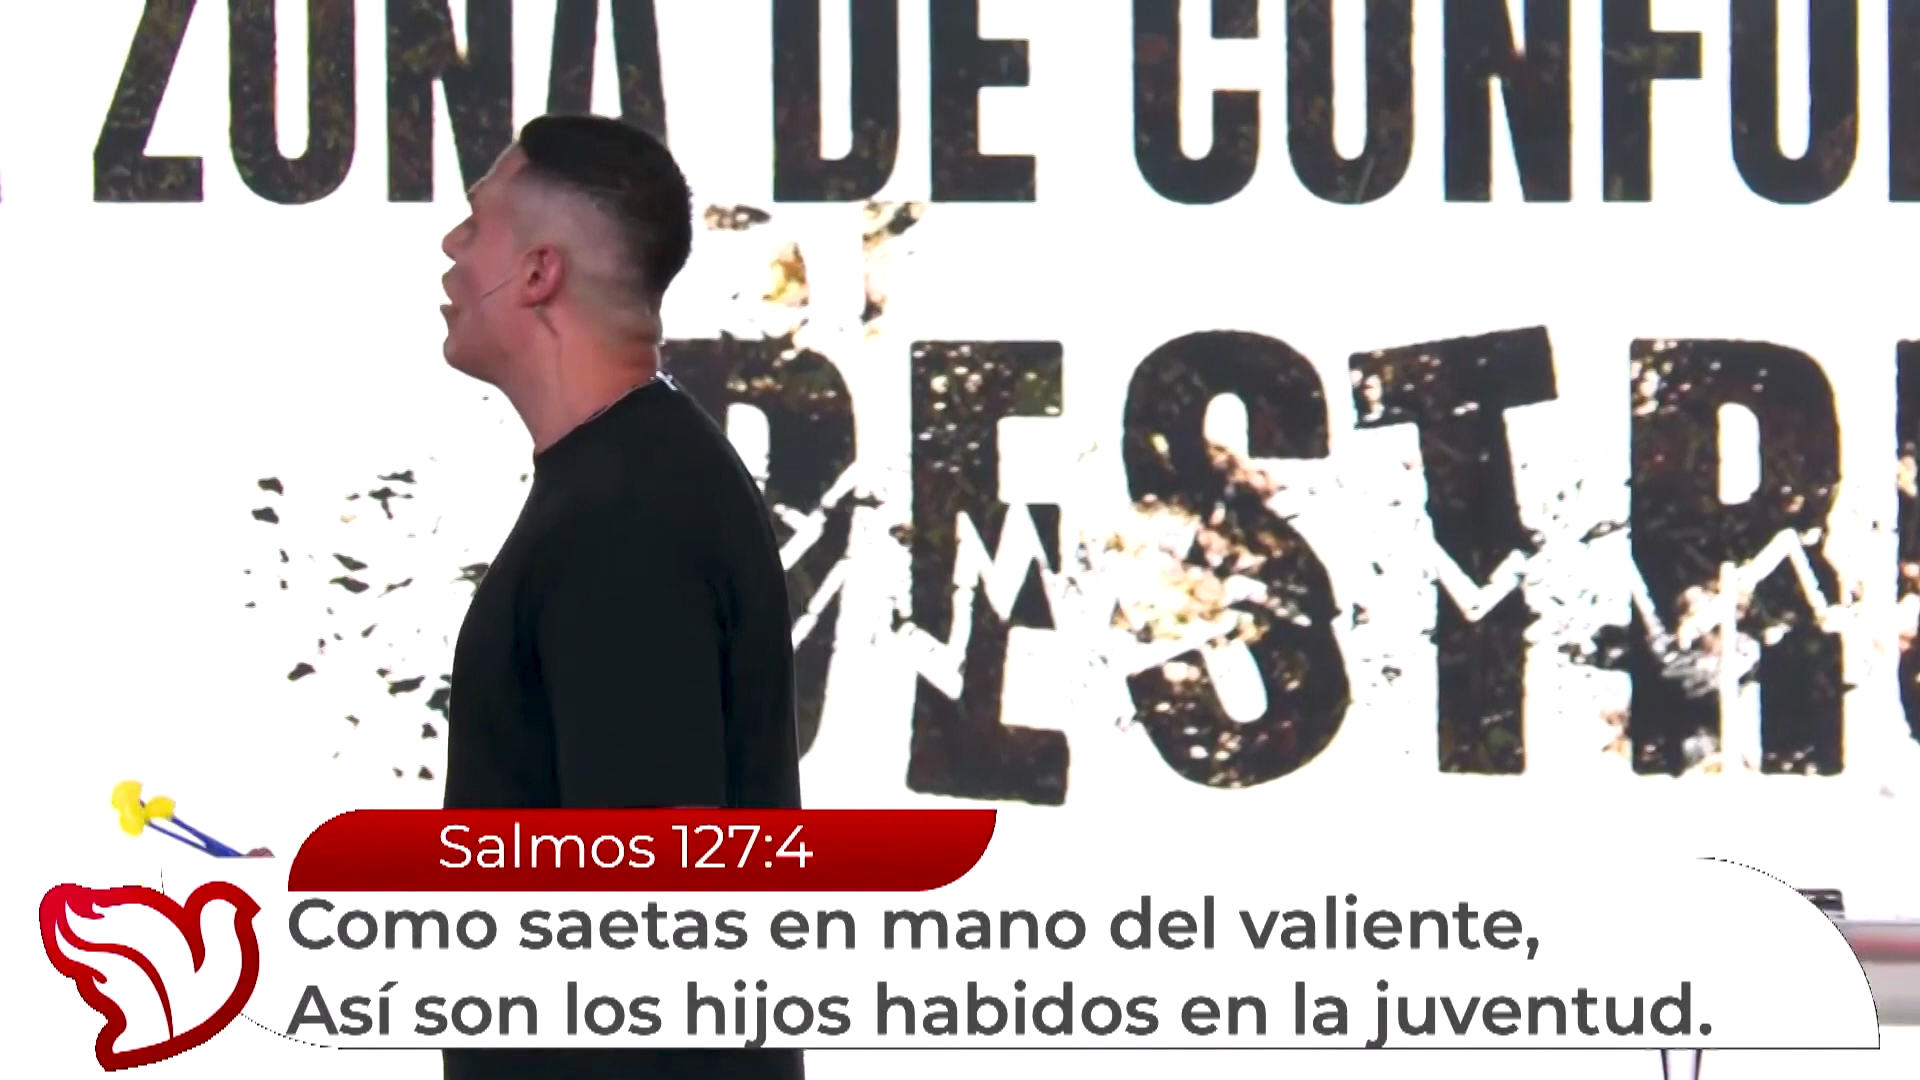 ZONA DE
Salmos 127:4
Como saetas en mano del valiente,
Así son los hijos habidos en la juventud.